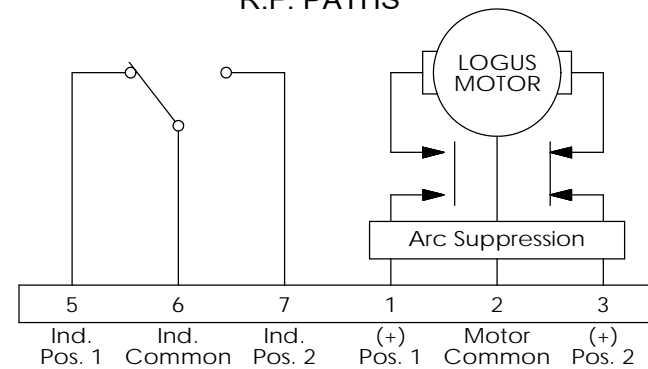 R.F. PATHS
LOGUS
MOTOR
Arc Suppression
5 6 7 1 2 3
Ind. Ind. Ind. (+) Motor (+)
Pos. 1 Common Pos. 2 Pos. 1 Common Pos. 2